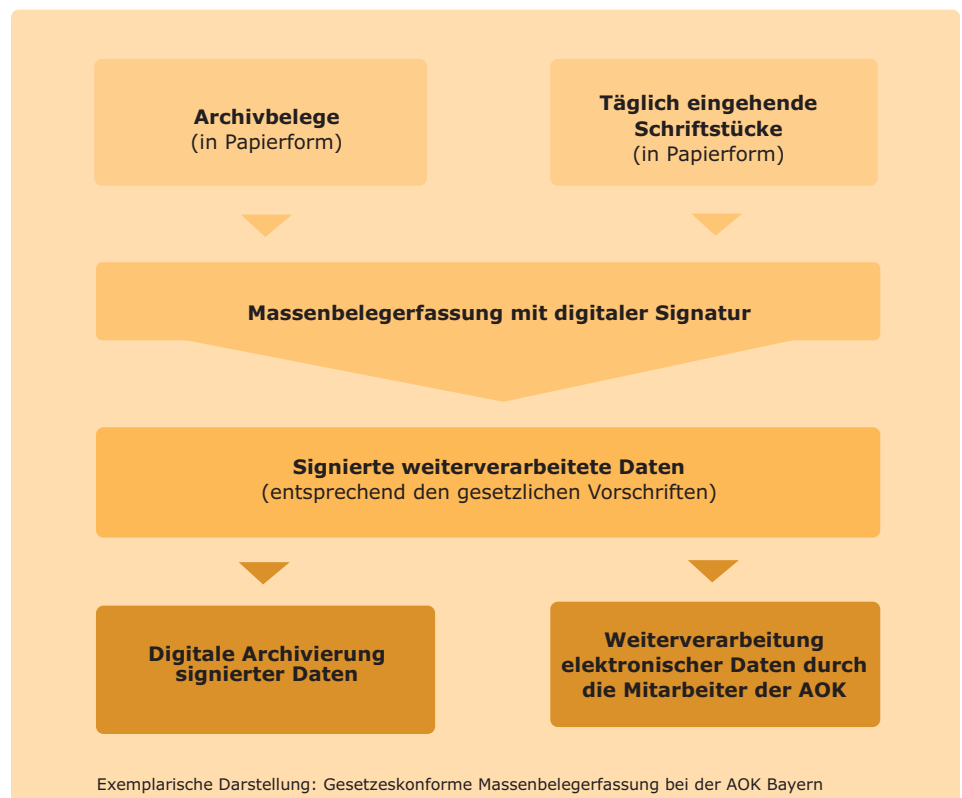 Archivbelege
(in Papierform)
Täglich eingehende
Schriftstücke
(in Papierform)
Massenbelegerfassung mit digitaler Signatur
Signierte weiterverarbeitete Daten
(entsprechend den gesetzlichen Vorschriften)
Digitale Archivierung
signierter Daten
Weiterverarbeitung
elektronischer Daten durch
die Mitarbeiter der AOK
Exemplarische Darstellung: Gesetzeskonforme Massenbelegerfassung bei der AOK Bayern